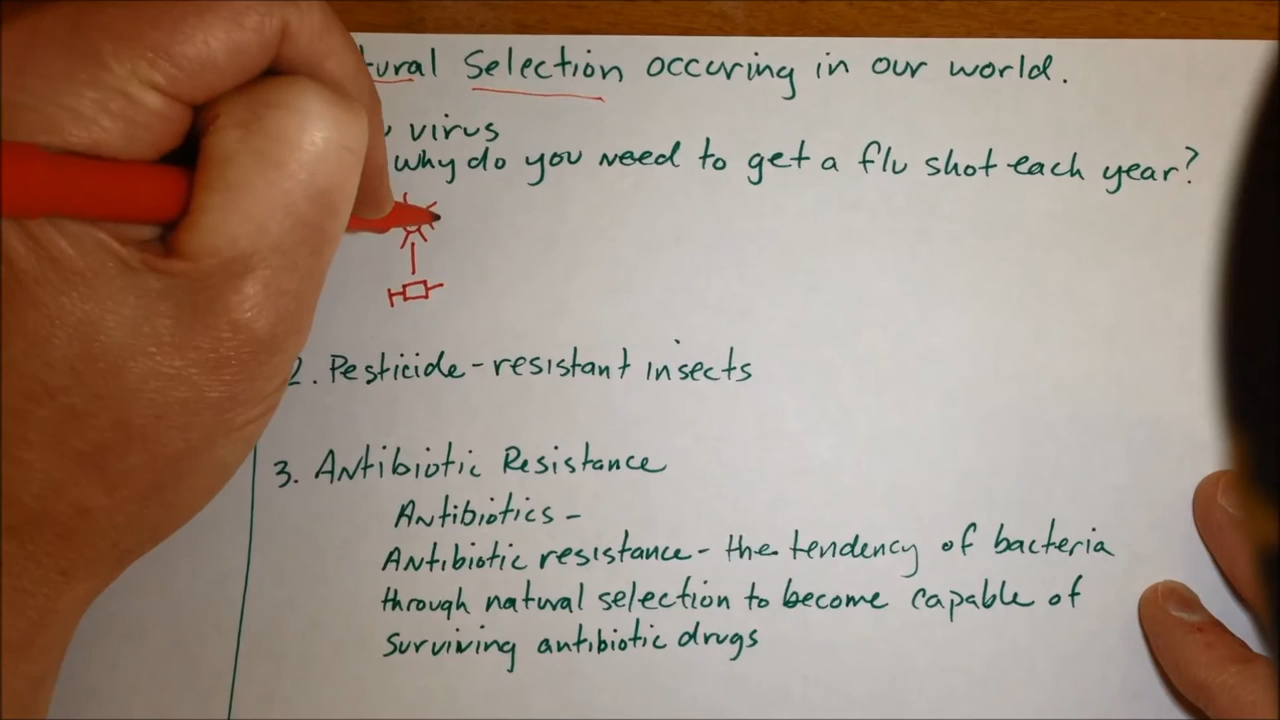 Selection occuring in our world.
virus
why do you need to get a flu shot each year?
2. Pesticide-resistant insects
3. Antibiotic Resistance
Antibiotics -
Antibiotic resistance - the tendency of bacteria
through natural selection to become capable of
surviving antibiotic drugs